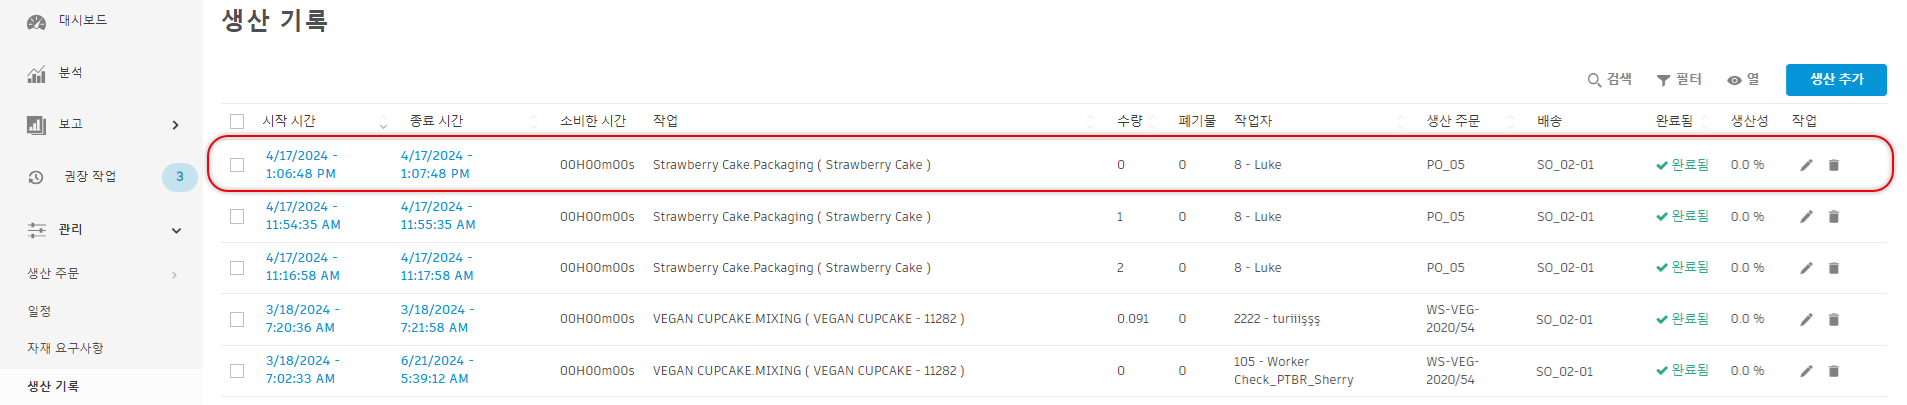 대시보드
분석
보고
권장 작업 3
관리
생산 주문
일정
자재 요구사항
생산 기록
생산 기록
검색 필터 열 생산 추가
시작 시간 종료 시간 소비한 시간 작업 수량 폐기물 작업자 생산 주문 배송 완료됨 생산성 작업
4/17/2024 - 4/17/2024 -
1:06:48 PM 1:07:48 PM 00H00m00s Strawberry Cake.Packaging ( Strawberry Cake ) 0 0 8 - Luke PO_05 SO_02-01 완료됨 0.0 %
4/17/2024 - 4/17/2024 -
11:54:35 AM 11:55:35 AM 00H00m00s Strawberry Cake.Packaging ( Strawberry Cake ) 1 0 8 - Luke PO_05 SO_02-01 완료됨 0.0 %
4/17/2024 - 4/17/2024 -
11:16:58 AM 11:17:58 AM 00H00m00s Strawberry Cake.Packaging ( Strawberry Cake ) 2 0 8 - Luke PO_05 SO_02-01 완료됨 0.0 %
3/18/2024 - 3/18/2024 - WS-VEG-
7:20:36 AM 7:21:58 AM 00H00m00s VEGAN CUPCAKE.MIXING ( VEGAN CUPCAKE - 11282 ) 0.091 0 2222 - turiiişşş 2020/54 SO_02-01 완료됨 0.0 %
3/18/2024 - 6/21/2024 - 105 - Worker WS-VEG-
7:02:33 AM 5:39:12 AM 00H00m00s VEGAN CUPCAKE.MIXING ( VEGAN CUPCAKE - 11282 ) 0 0 Check_PTBR_Sherry 2020/54 SO_02-01 완료됨 0.0 %